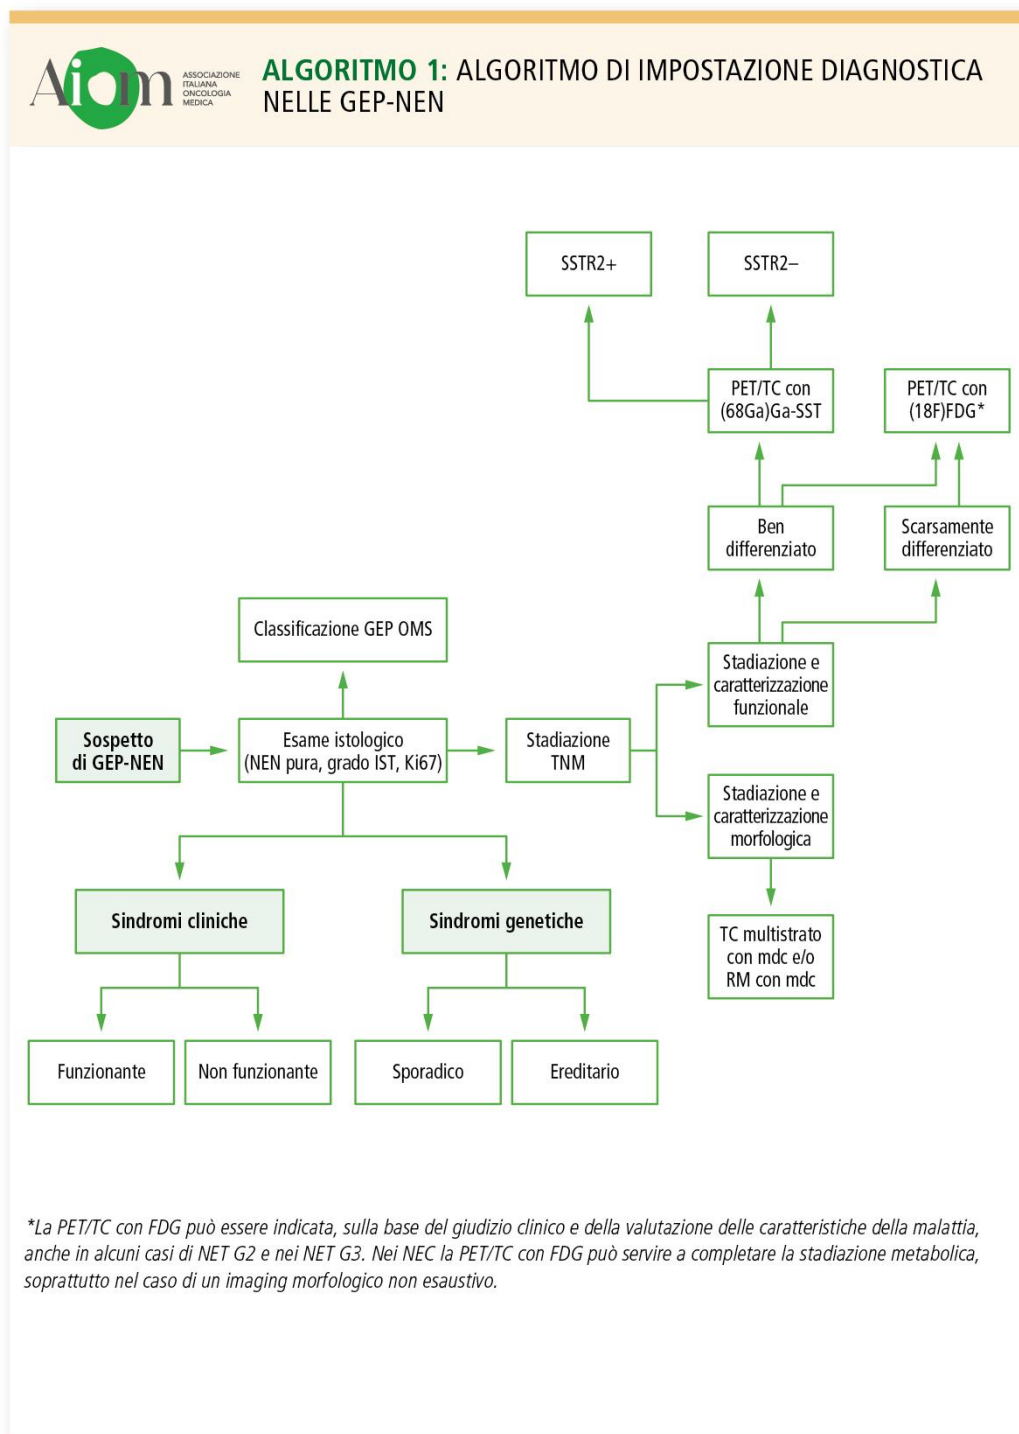 Aiom
ASSOCIAZIONE
ITALIANA
ONCOLOGIA
MEDICA
ALGORITMO 1: ALGORITMO DI IMPOSTAZIONE DIAGNOSTICA
NELLE GEP-NEN
SSTR2+
SSTR2–
PET/TC con
(68Ga)Ga-SST
PET/TC con
(18F)FDG*
Ben
differenziato
Scarsamente
differenziato
Classificazione GEP OMS
Stadiazione e
caratterizzazione
funzionale
Sospetto
di GEP-NEN
Esame istologico
(NEN pura, grado IST, Ki67)
Stadiazione
TNM
Stadiazione e
caratterizzazione
morfologica
Sindromi cliniche
Sindromi genetiche
TC multistrato
con mdc e/o
RM con mdc
Funzionante
Non funzionante
Sporadico
Ereditario
*La PET/TC con FDG può essere indicata, sulla base del giudizio clinico e della valutazione delle caratteristiche della malattia,
anche in alcuni casi di NET G2 e nei NET G3. Nei NEC la PET/TC con FDG può servire a completare la stadiazione metabolica,
soprattutto nel caso di un imaging morfologico non esaustivo.